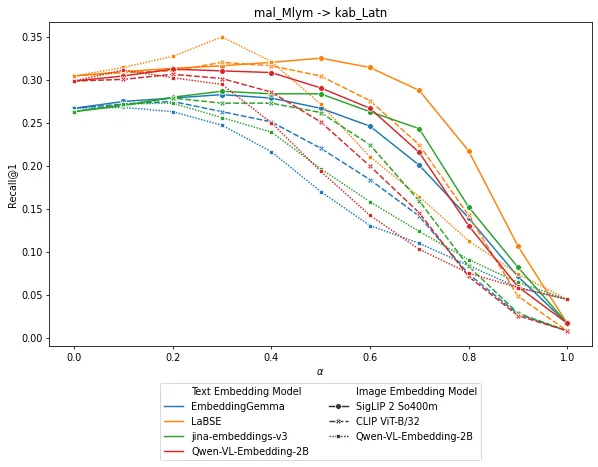 mal_Mlym -> kab_Latn
0.35
0.30
0.25
0.20
0.15
0.10
0.05
0.00
Recall@1
0.0 0.2 0.4 0.6 0.8 1.0
α
Text Embedding Model
EmbeddingGemma
LaBSE
jina-embeddings-v3
Qwen-VL-Embedding-2B
Image Embedding Model
SigLIP 2 So400m
CLIP ViT-B/32
Qwen-VL-Embedding-2B